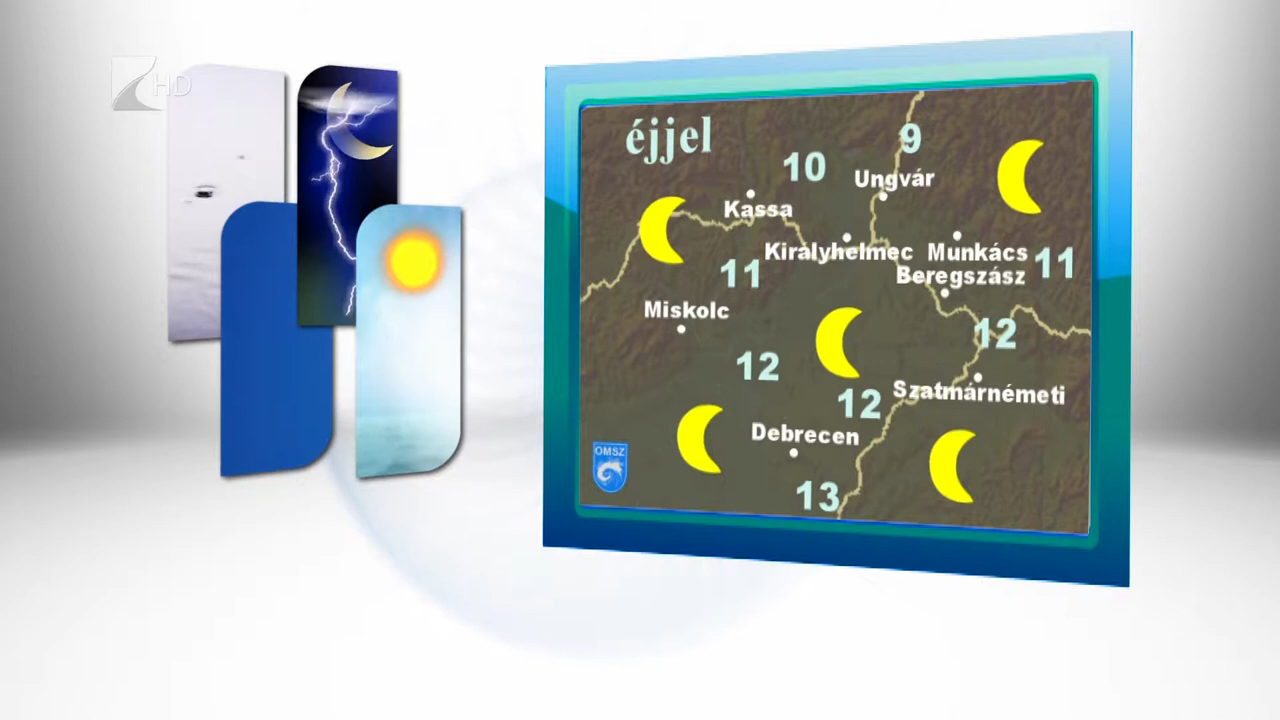 HD
éjjel
9
10
Ungvár
Kassa
Királyhelmec
Munkács
11
Beregszász
11
Miskolc
12
12
12
Szatmárnémeti
Debrecen
OMSZ
13